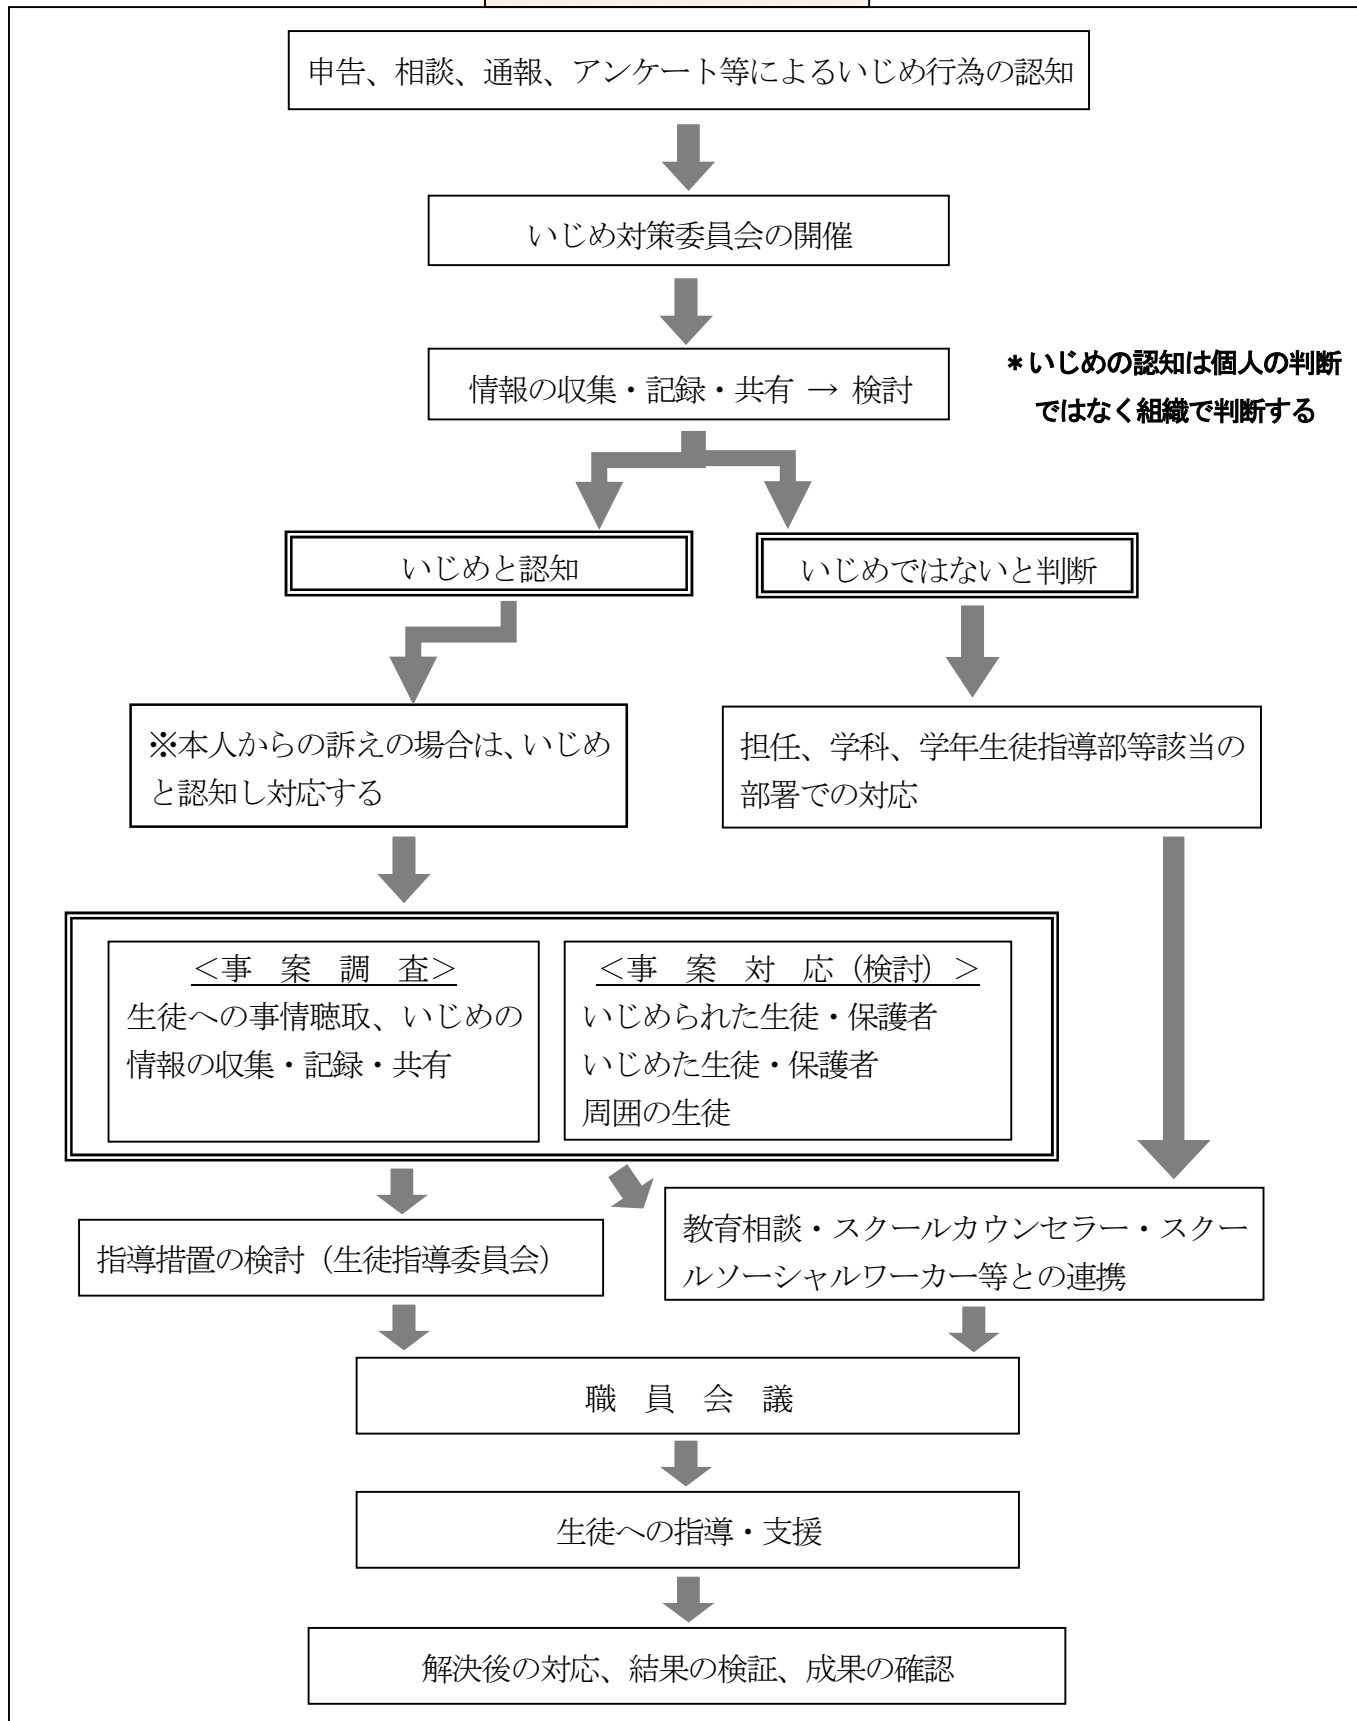 申告、相談、通報、アンケート等によるいじめ行為の認知
いじめ対策委員会の開催
情報の収集・記録・共有 → 検討
*いじめの認知は個人の判断
ではなく組織で判断する
いじめと認知
いじめではないと判断
※本人からの訴えの場合は、いじめ
と認知し対応する
担任、学科、学年生徒指導部等該当の
部署での対応
<事 案 調 査>
生徒への事情聴取、いじめの
情報の収集・記録・共有
<事 案 対 応(検討)>
いじめられた生徒・保護者
いじめた生徒・保護者
周囲の生徒
指導措置の検討(生徒指導委員会)
教育相談・スクールカウンセラー・スクー
ルソーシャルワーカー等との連携
職 員 会 議
生徒への指導・支援
解決後の対応、結果の検証、成果の確認